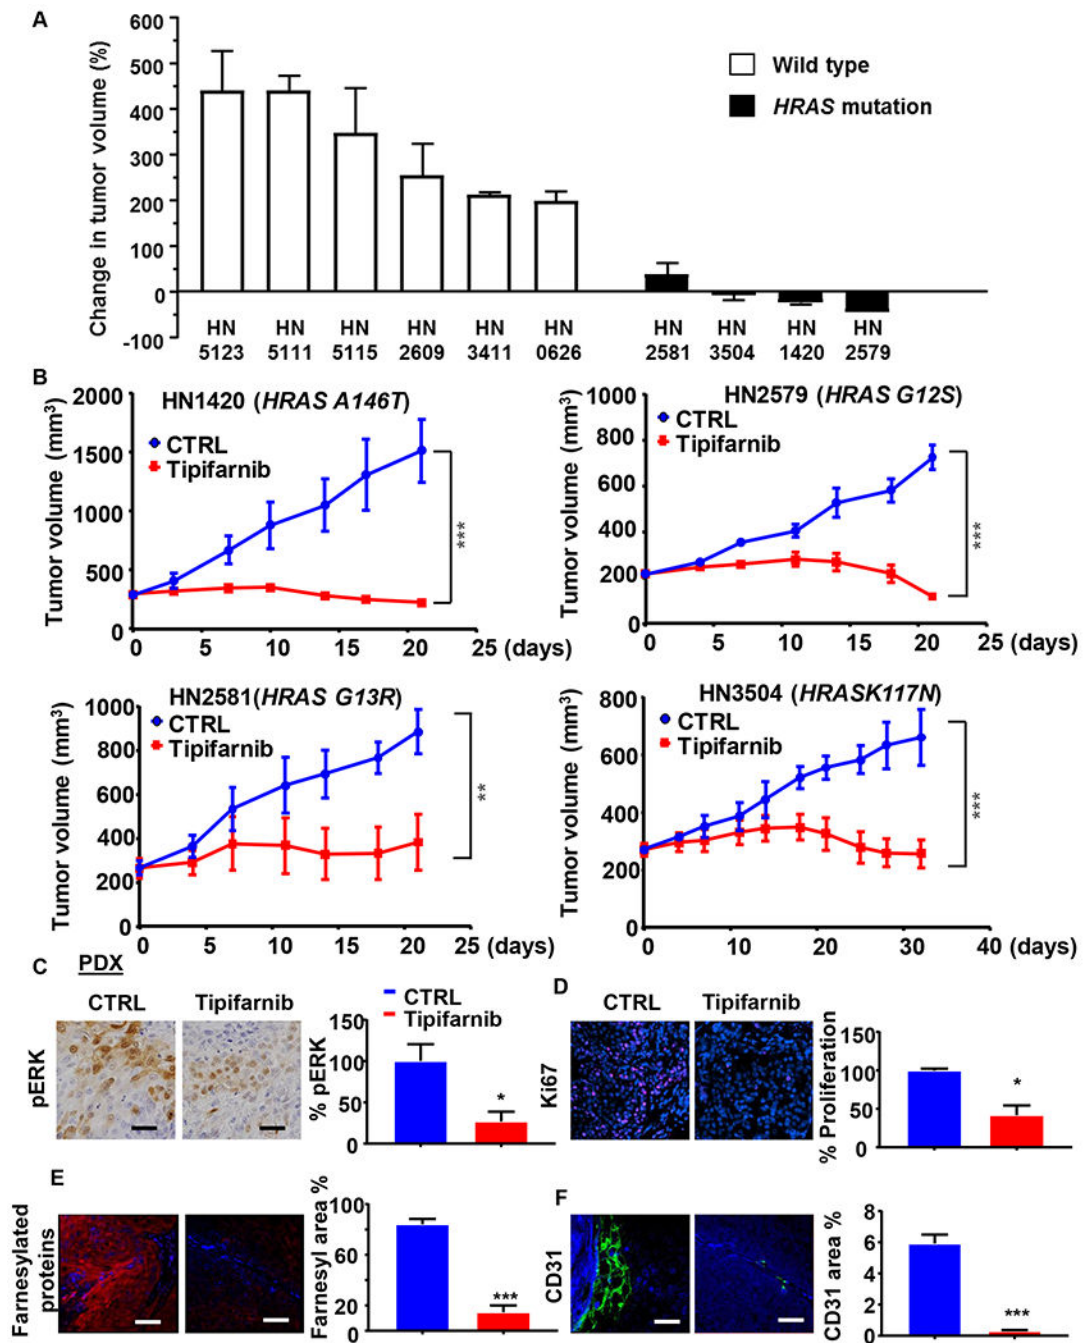 A
Change in tumor volume (%)
600
500
400
300
200
100
0
-100
Wild type
HRAS mutation
HN 5123
HN 5111
HN 5115
HN 2609
HN 3411
HN 0626
HN 2581
HN 3504
HN 1420
HN 2579
B
HN1420 (HRAS A146T)
CTRL
Tipifarnib
Tumor volume (mm³)
2000
1500
1000
500
0
***
0 5 10 15 20 25 (days)
HN2579 (HRAS G12S)
CTRL
Tipifarnib
Tumor volume (mm³)
1000
800
600
400
200
0
***
0 5 10 15 20 25 (days)
HN2581(HRAS G13R)
CTRL
Tipifarnib
Tumor volume (mm³)
1000
800
600
400
200
0
**
0 5 10 15 20 25 (days)
HN3504 (HRASK117N)
CTRL
Tipifarnib
Tumor volume (mm³)
800
600
400
200
0
***
0 10 20 30 40 (days)
C
PDX
CTRL Tipifarnib
pERK
CTRL
Tipifarnib
% pERK
150
100
50
0
*
D
CTRL Tipifarnib
Ki67
% Proliferation
150
100
50
0
*
E
Farnesylated
proteins
Farnesyl area %
100
60
20
0
***
F
CD31
CD31 area %
8
6
4
2
0
***